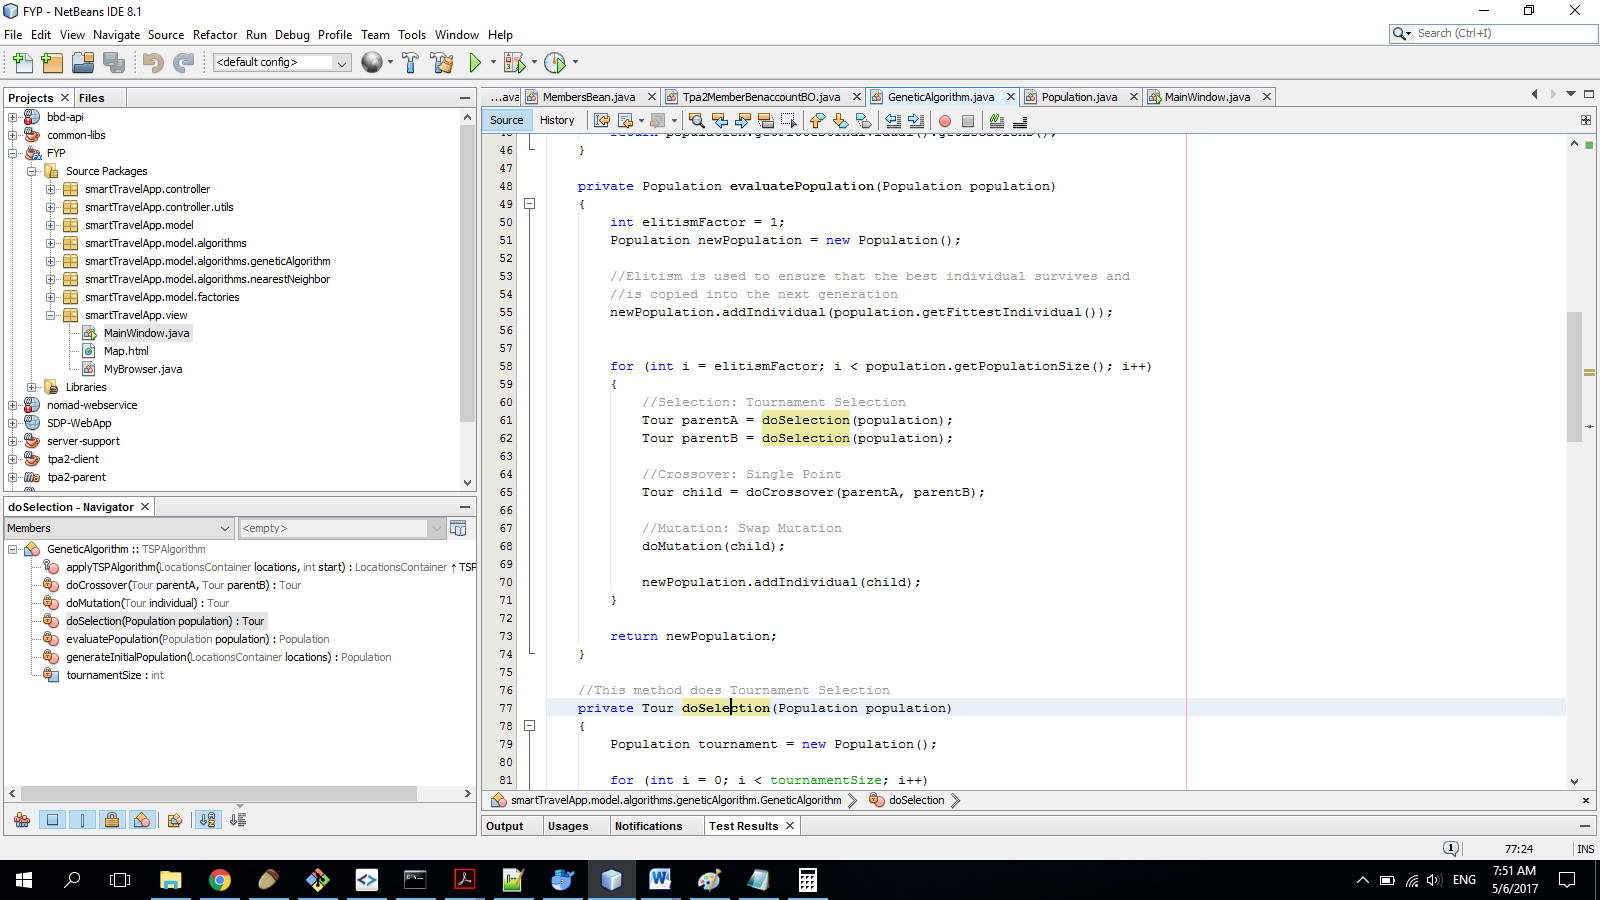 FYP - NetBeans IDE 8.1
File Edit View Navigate Source Refactor Run Debug Profile Team Tools Window Help
Search (Ctrl+I)
<default config>
Projects Files
...ava MembersBean.java Tpa2MemberBenaccountBO.java GeneticAlgorithm.java Population.java MainWindow.java
Source History
bbd-api
common-libs
FYP
Source Packages
smartTravelApp.controller
smartTravelApp.controller.utils
smartTravelApp.model
smartTravelApp.model.algorithms
smartTravelApp.model.algorithms.geneticAlgorithm
smartTravelApp.model.algorithms.nearestNeighbor
smartTravelApp.model.factories
smartTravelApp.view
MainWindow.java
Map.html
MyBrowser.java
Libraries
nomad-webservice
SDP-WebApp
server-support
tpa2-client
tpa2-parent
doSelection - Navigator
Members <empty>
GeneticAlgorithm :: TSPAlgorithm
applyTSPAlgorithm(LocationsContainer locations, int start) : LocationsContainer ↑ TSP
doCrossover(Tour parentA, Tour parentB) : Tour
doMutation(Tour individual) : Tour
doSelection(Population population) : Tour
evaluatePopulation(Population population) : Population
generateInitialPopulation(LocationsContainer locations) : Population
tournamentSize : int
46 }
47
48 private Population evaluatePopulation(Population population)
49 {
50 int elitismFactor = 1;
51 Population newPopulation = new Population();
52
53 //Elitism is used to ensure that the best individual survives and
54 //is copied into the next generation
55 newPopulation.addIndividual(population.getFittestIndividual());
56
57
58 for (int i = elitismFactor; i < population.getPopulationSize(); i++)
59 {
60 //Selection: Tournament Selection
61 Tour parentA = doSelection(population);
62 Tour parentB = doSelection(population);
63
64 //Crossover: Single Point
65 Tour child = doCrossover(parentA, parentB);
66
67 //Mutation: Swap Mutation
68 doMutation(child);
69
70 newPopulation.addIndividual(child);
71 }
72
73 return newPopulation;
74 }
75
76 //This method does Tournament Selection
77 private Tour doSelection(Population population)
78 {
79 Population tournament = new Population();
80
81 for (int i = 0; i < tournamentSize; i++)
smartTravelApp.model.algorithms.geneticAlgorithm.GeneticAlgorithm doSelection
Output Usages Notifications Test Results
1 77:24 INS
ENG 7:51 AM
5/6/2017